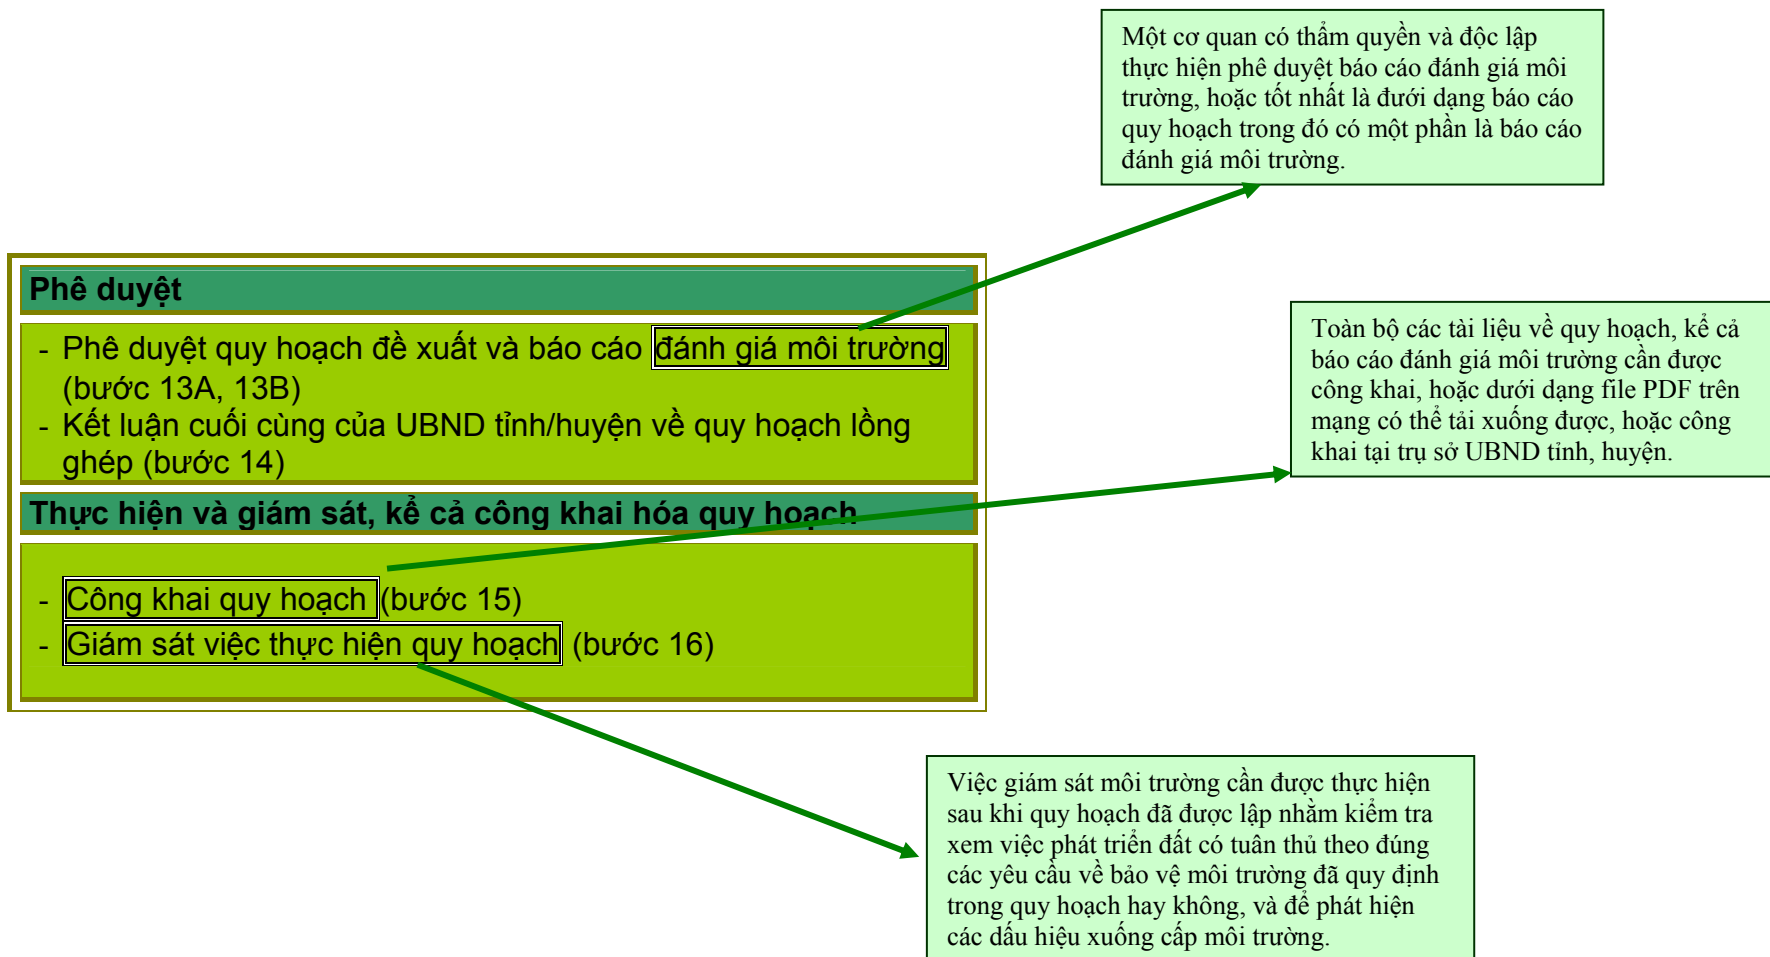 Một cơ quan có thẩm quyền và độc lập
thực hiện phê duyệt báo cáo đánh giá môi
trường, hoặc tốt nhất là đưới dạng báo cáo
quy hoạch trong đó có một phần là báo cáo
đánh giá môi trường.
Phê duyệt
- Phê duyệt quy hoạch đề xuất và báo cáo đánh giá môi trường
(bước 13A, 13B)
- Kết luận cuối cùng của UBND tỉnh/huyện về quy hoạch lồng
ghép (bước 14)
Toàn bộ các tài liệu về quy hoạch, kể cả
báo cáo đánh giá môi trường cần được
công khai, hoặc dưới dạng file PDF trên
mạng có thể tải xuống được, hoặc công
khai tại trụ sở UBND tỉnh, huyện.
Thực hiện và giám sát, kể cả công khai hóa quy hoạch
- Công khai quy hoạch (bước 15)
- Giám sát việc thực hiện quy hoạch (bước 16)
Việc giám sát môi trường cần được thực hiện
sau khi quy hoạch đã được lập nhằm kiểm tra
xem việc phát triển đất có tuân thủ theo đúng
các yêu cầu về bảo vệ môi trường đã quy định
trong quy hoạch hay không, và để phát hiện
các dấu hiệu xuống cấp môi trường.